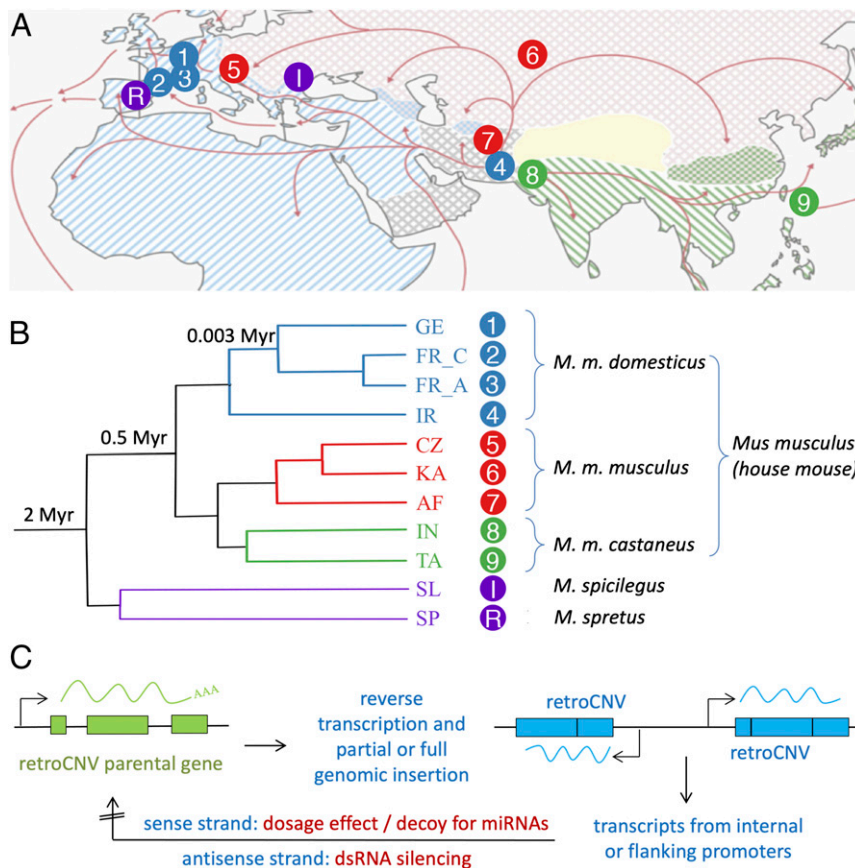 A
1
2
3
R
5
I
6
7
4
8
9
B
0.003 Myr
0.5 Myr
2 Myr
GE 1
FR_C 2
FR_A 3
IR 4
CZ 5
KA 6
AF 7
IN 8
TA 9
SL I
SP R
M. m. domesticus
M. m. musculus
M. m. castaneus
M. spicilegus
M. spretus
Mus musculus
(house mouse)
C
AAA
retroCNV parental gene
reverse
transcription and
partial or full
genomic insertion
retroCNV
retroCNV
sense strand: dosage effect / decoy for miRNAs
antisense strand: dsRNA silencing
transcripts from internal
or flanking promoters